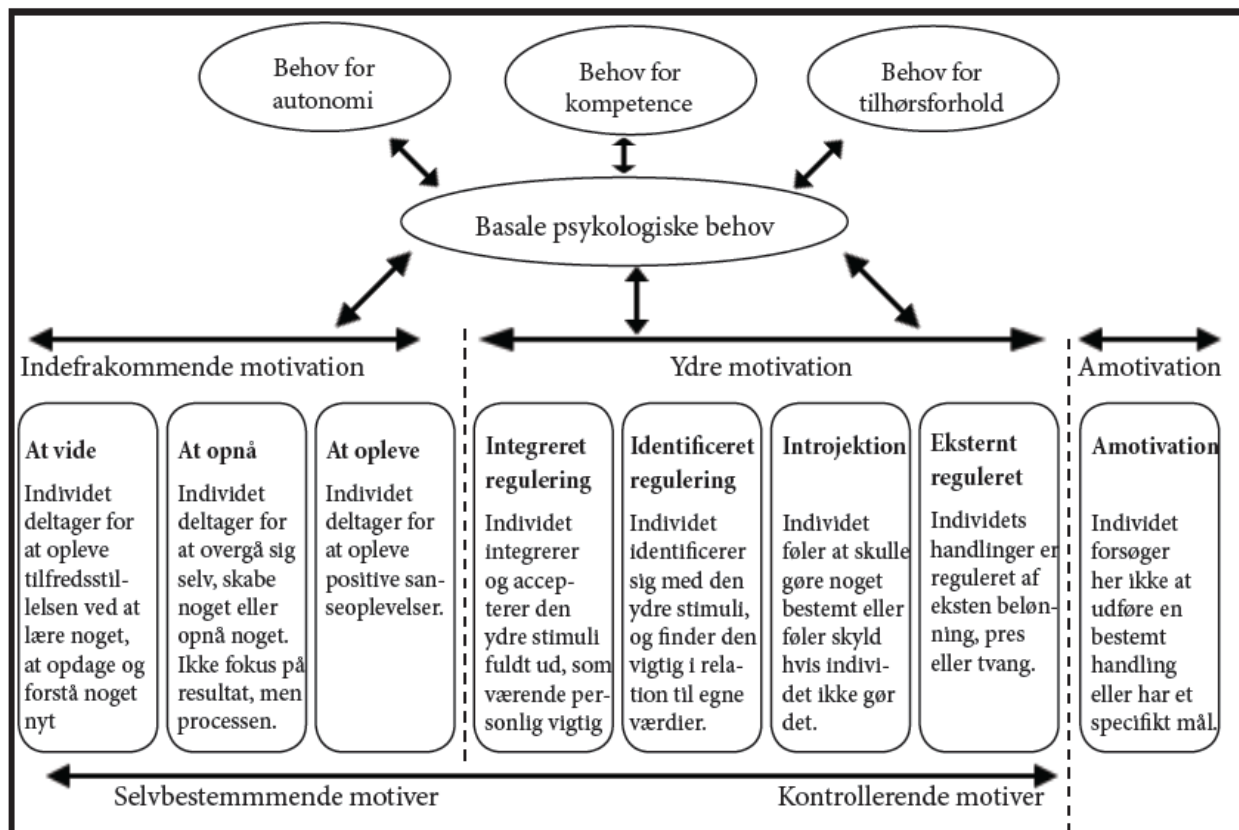 Behov for
autonomi
Behov for
kompetence
Behov for
tilhørsforhold
Basale psykologiske behov
Indefrakommende motivation
Ydre motivation
Amotivation
At vide
Individet
deltager for
at opleve
tilfredsstil-
lelsen ved at
lære noget,
at opdage og
forstå noget
nyt
At opnå
Individet
deltager for
at overgå sig
selv, skabe
noget eller
opnå noget.
Ikke fokus på
resultat, men
processen.
At opleve
Individet
deltager for
at opleve
positive san-
seoplevelser.
Integreret
regulering
Individet
integrerer
og accep-
terer den
ydre stimuli
fuldt ud, som
værende per-
sonlig vigtig
Identificeret
regulering
Individet
identificerer
sig med den
ydre stimuli,
og finder den
vigtig i rela-
tion til egne
værdier.
Introjektion
Individet
føler at skulle
gøre noget
bestemt eller
føler skyld
hvis indivi-
det ikke gør
det.
Eksternt
reguleret
Individets
handlinger er
reguleret af
eksten beløn-
ning, pres
eller tvang.
Amotivation
Individet
forsøger
her ikke at
udføre en
bestemt
handling
eller har et
specifikt mål.
Selvbestemmmende motiver
Kontrollerende motiver